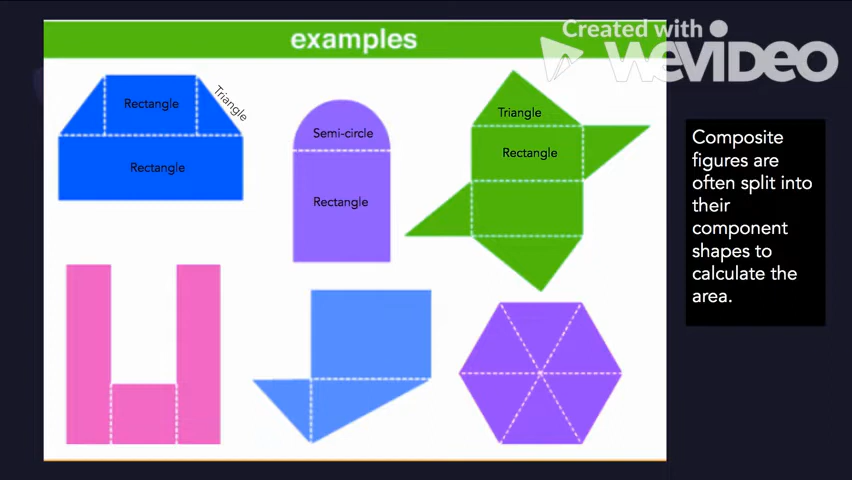 Created with
WEVIDEO
examples
Rectangle
Triangle
Rectangle
Semi-circle
Rectangle
Triangle
Rectangle
Composite
figures are
often split into
their
component
shapes to
calculate the
area.